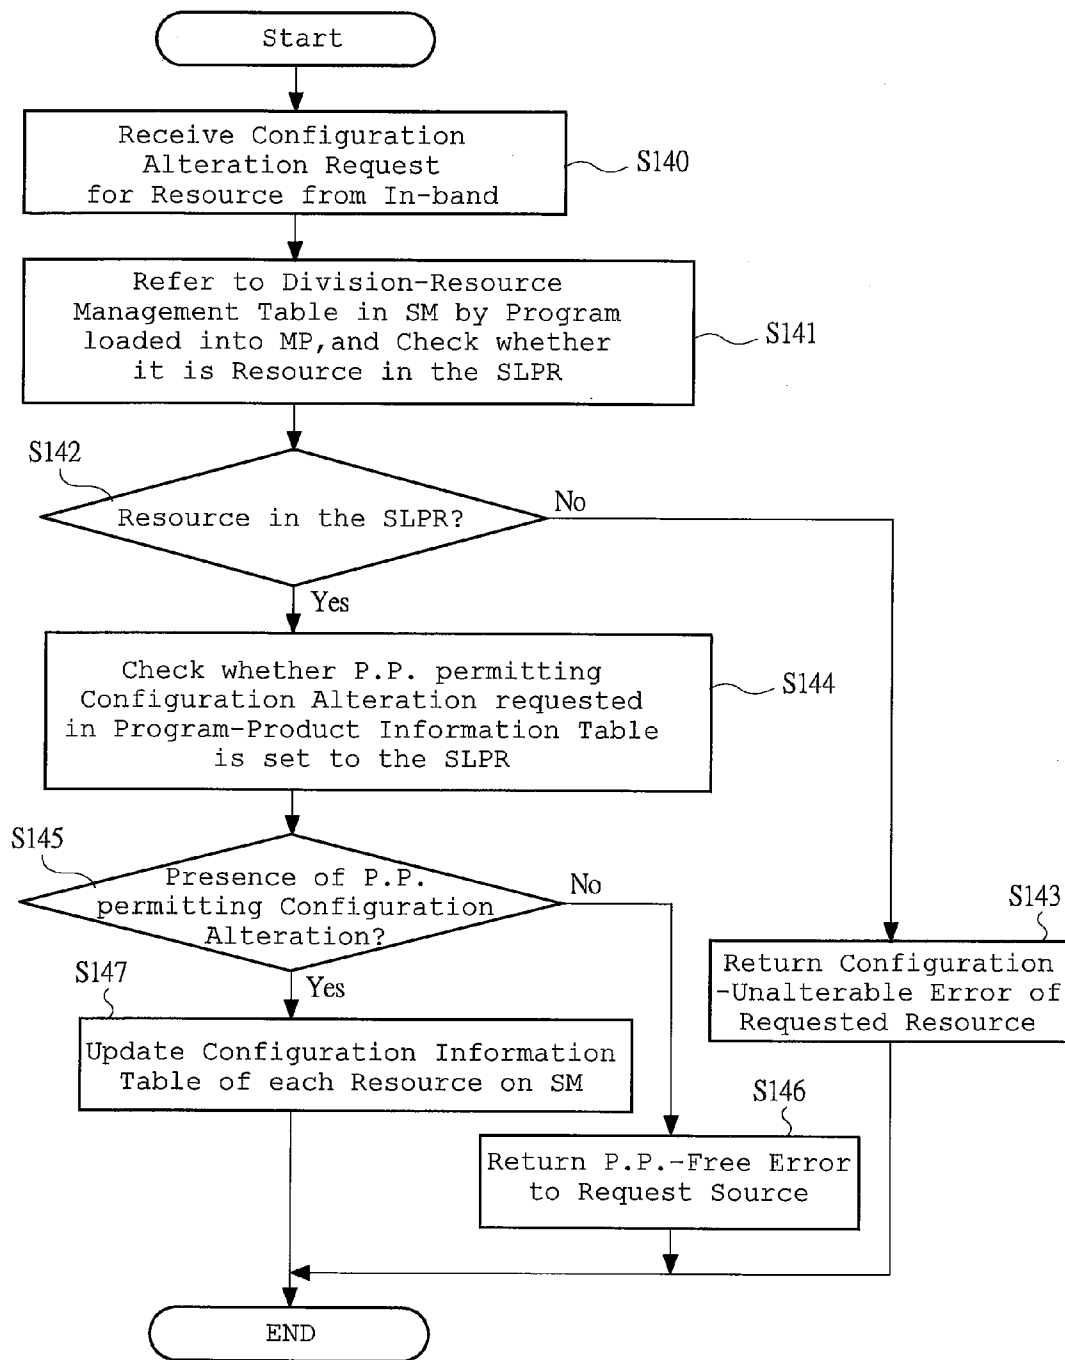 Start
Receive Configuration
Alteration Request
for Resource from In-band
S140
Refer to Division-Resource
Management Table in SM by Program
loaded into MP,and Check whether
it is Resource in the SLPR
S141
S142
Resource in the SLPR?
No
Yes
Check whether P.P. permitting
Configuration Alteration requested
in Program-Product Information Table
is set to the SLPR
S144
S145
Presence of P.P.
permitting Configuration
Alteration?
No
Yes
S143
Return Configuration
-Unalterable Error of
Requested Resource
S147
Update Configuration Information
Table of each Resource on SM
S146
Return P.P.-Free Error
to Request Source
END